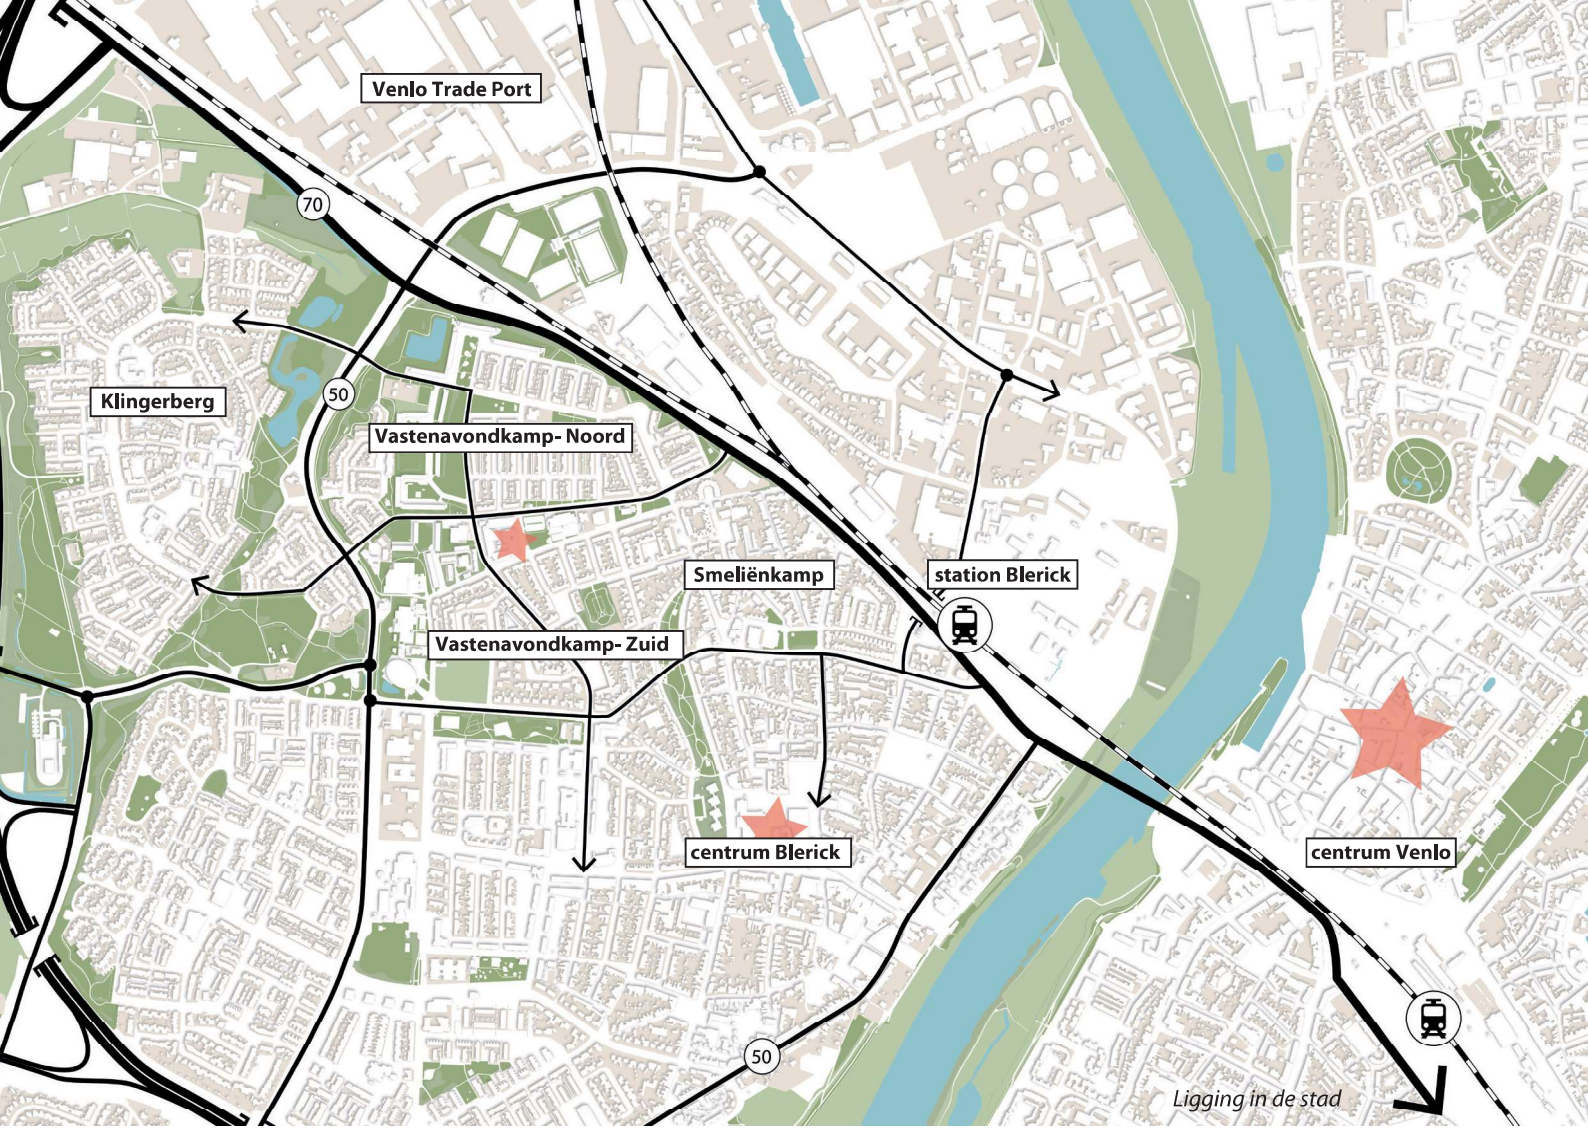 Venlo Trade Port
70
50
Klingerberg
Vastenavondkamp- Noord
Smeliënkamp
station Blerick
Vastenavondkamp- Zuid
centrum Blerick
centrum Venlo
50
Ligging in de stad